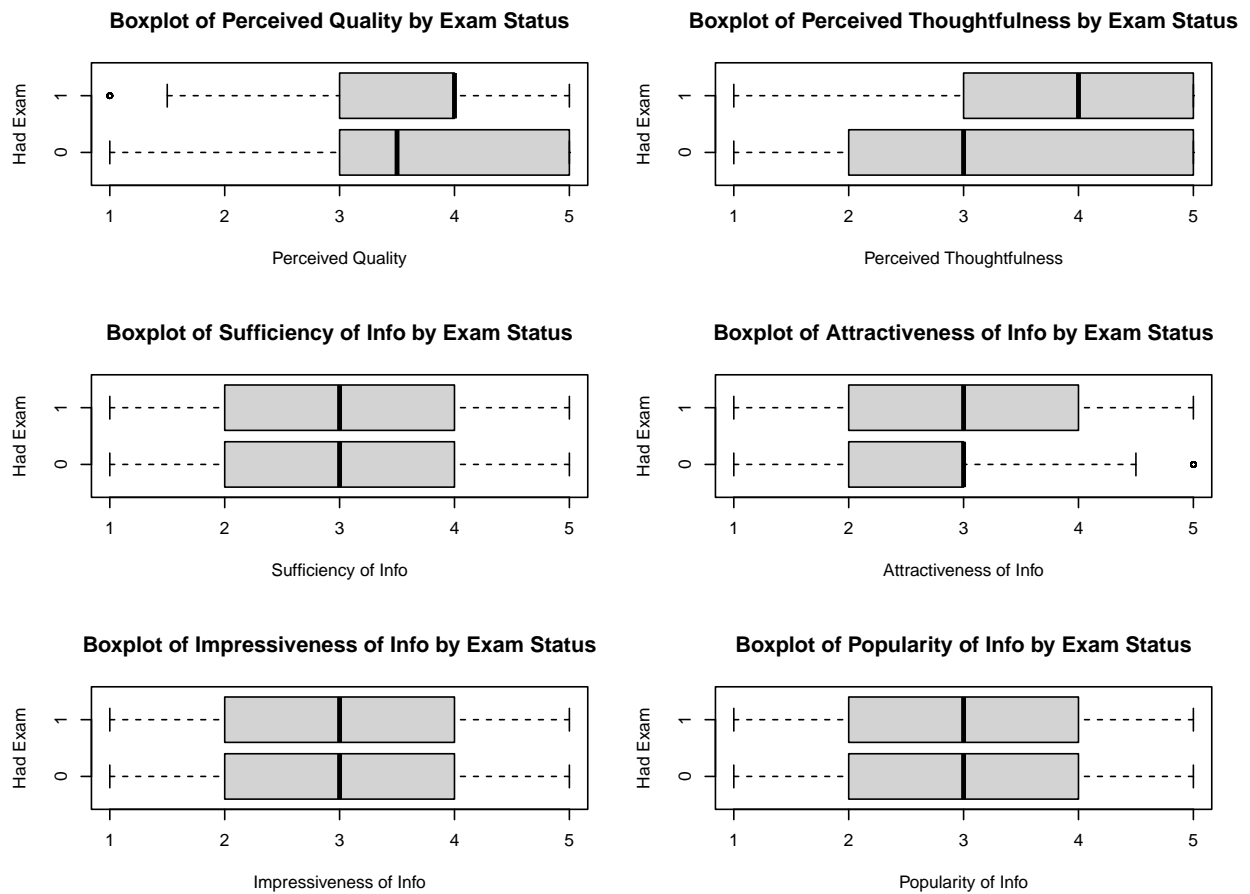 Boxplot of Perceived Quality by Exam Status
Had Exam
1
0
1 2 3 4 5
Perceived Quality
Boxplot of Perceived Thoughtfulness by Exam Status
Had Exam
1
0
1 2 3 4 5
Perceived Thoughtfulness
Boxplot of Sufficiency of Info by Exam Status
Had Exam
1
0
1 2 3 4 5
Sufficiency of Info
Boxplot of Attractiveness of Info by Exam Status
Had Exam
1
0
1 2 3 4 5
Attractiveness of Info
Boxplot of Impressiveness of Info by Exam Status
Had Exam
1
0
1 2 3 4 5
Impressiveness of Info
Boxplot of Popularity of Info by Exam Status
Had Exam
1
0
1 2 3 4 5
Popularity of Info